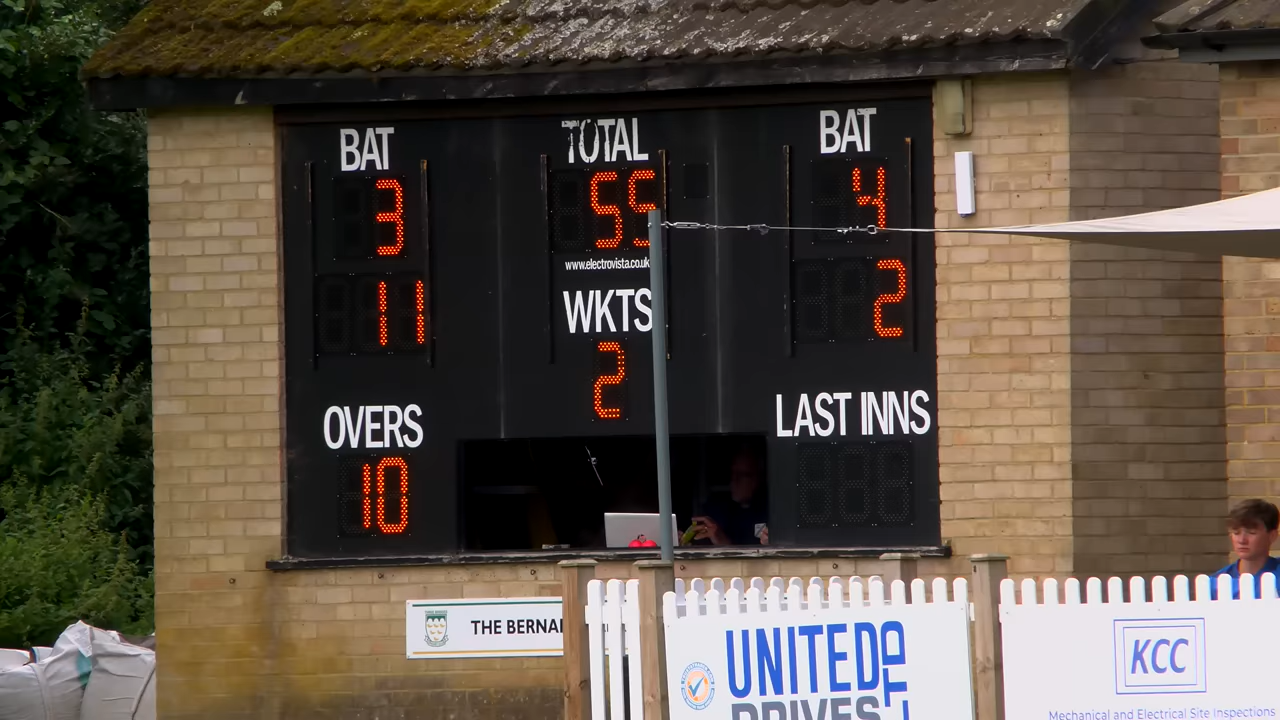 BAT TOTAL BAT
3 55 4
www.electrovista.co.uk
11 WKTS 2
2
OVERS LAST INNS
10
THE BERNA
UNITED
DRIVES
KCC
Mechanical and Electrical Site Inspections